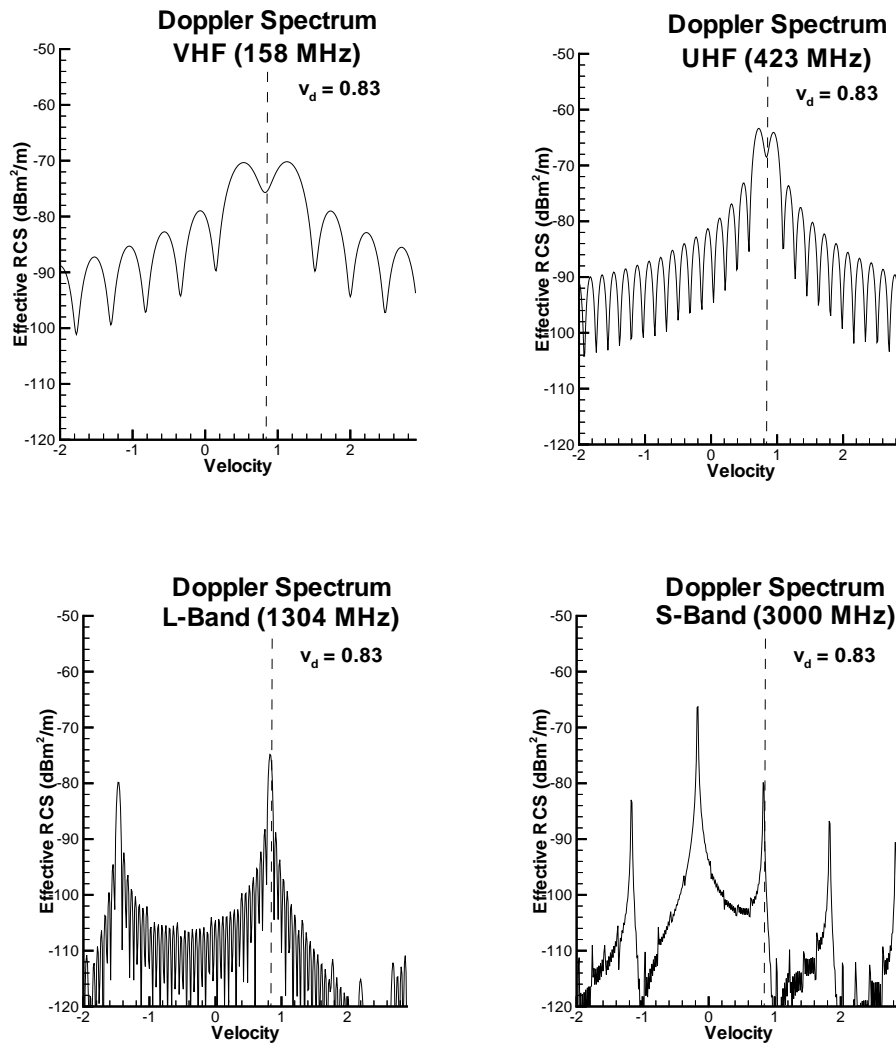 Doppler Spectrum
VHF (158 MHz)
v_d = 0.83
Effective RCS (dBm²/m)
-50
-60
-70
-80
-90
-100
-110
-120
-2
-1
0
1
2
Velocity
Doppler Spectrum
UHF (423 MHz)
v_d = 0.83
Effective RCS (dBm²/m)
-50
-60
-70
-80
-90
-100
-110
-120
-2
-1
0
1
2
Velocity
Doppler Spectrum
L-Band (1304 MHz)
v_d = 0.83
Effective RCS (dBm²/m)
-50
-60
-70
-80
-90
-100
-110
-120
-2
-1
0
1
2
Velocity
Doppler Spectrum
S-Band (3000 MHz)
v_d = 0.83
Effective RCS (dBm²/m)
-50
-60
-70
-80
-90
-100
-110
-120
-2
-1
0
1
2
Velocity